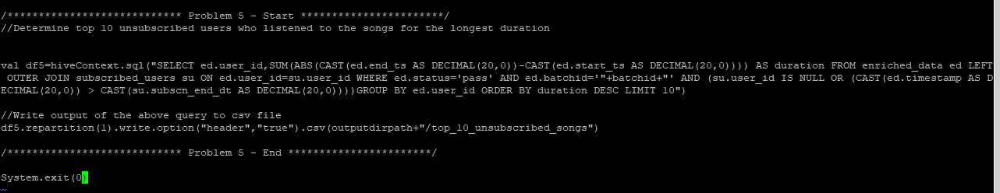 /**************************** Problem 5 - Start ***********************/
//Determine top 10 unsubscribed users who listened to the songs for the longest duration
val df5=hiveContext.sql("SELECT ed.user_id,SUM(ABS(CAST(ed.end_ts AS DECIMAL(20,0))-CAST(ed.start_ts AS DECIMAL(20,0)))) AS duration FROM enriched_data ed LEFT
 OUTER JOIN subscribed_users su ON ed.user_id=su.user_id WHERE ed.status='pass' AND ed.batchid='"+batchid+"' AND (su.user_id IS NULL OR (CAST(ed.timestamp AS D
ECIMAL(20,0)) > CAST(su.subscn_end_dt AS DECIMAL(20,0))))GROUP BY ed.user_id ORDER BY duration DESC LIMIT 10")
//Write output of the above query to csv file
df5.repartition(1).write.option("header","true").csv(outputdirpath+"/top_10_unsubscribed_songs")
/**************************** Problem 5 - End ***********************/
System.exit(0)
~